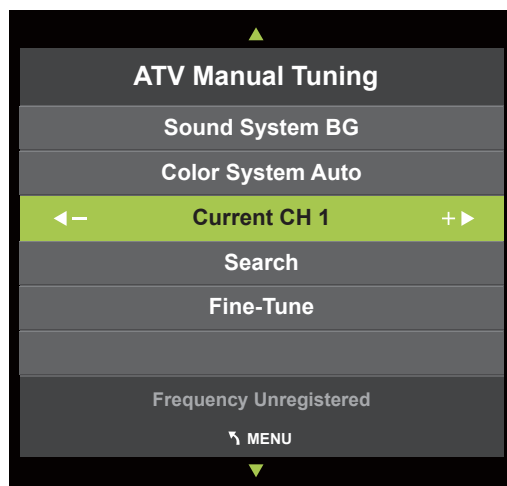 ATV Manual Tuning
Sound System BG
Color System Auto
Current CH 1
Search
Fine-Tune
Frequency Unregistered
MENU